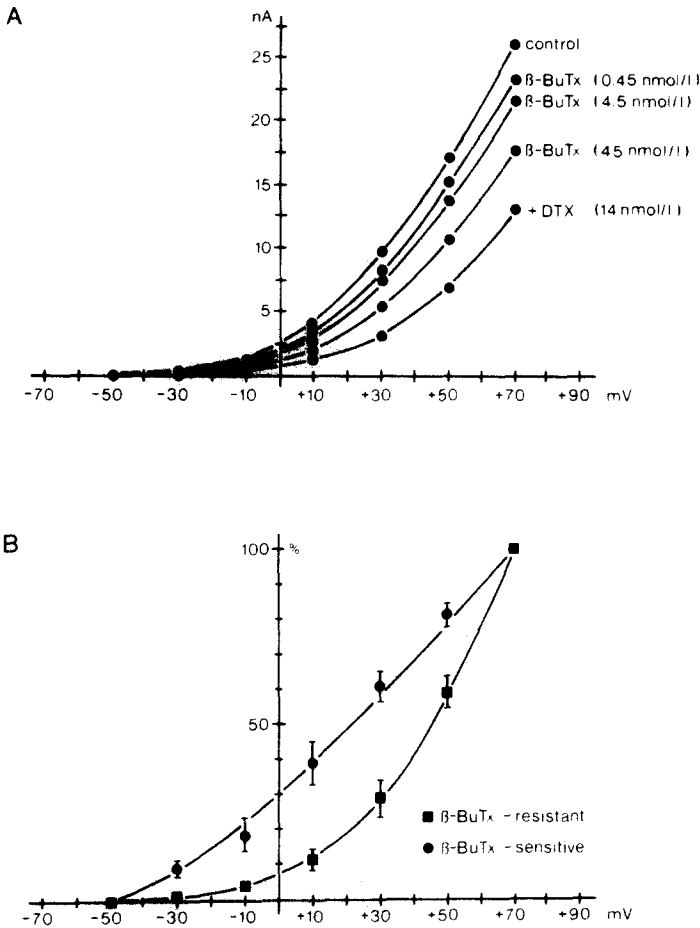 A
nA
25
20
15
10
5
control
ß-BuTx (0.45 nmol/l)
ß-BuTx (4.5 nmol/l)
ß-BuTx (45 nmol/l)
+ DTX (14 nmol/l)
-70 -50 -30 -10 +10 +30 +50 +70 +90 mV
B
100 %
50
ß-BuTx - resistant
ß-BuTx - sensitive
-70 -50 -30 -10 +10 +30 +50 +70 +90 mV